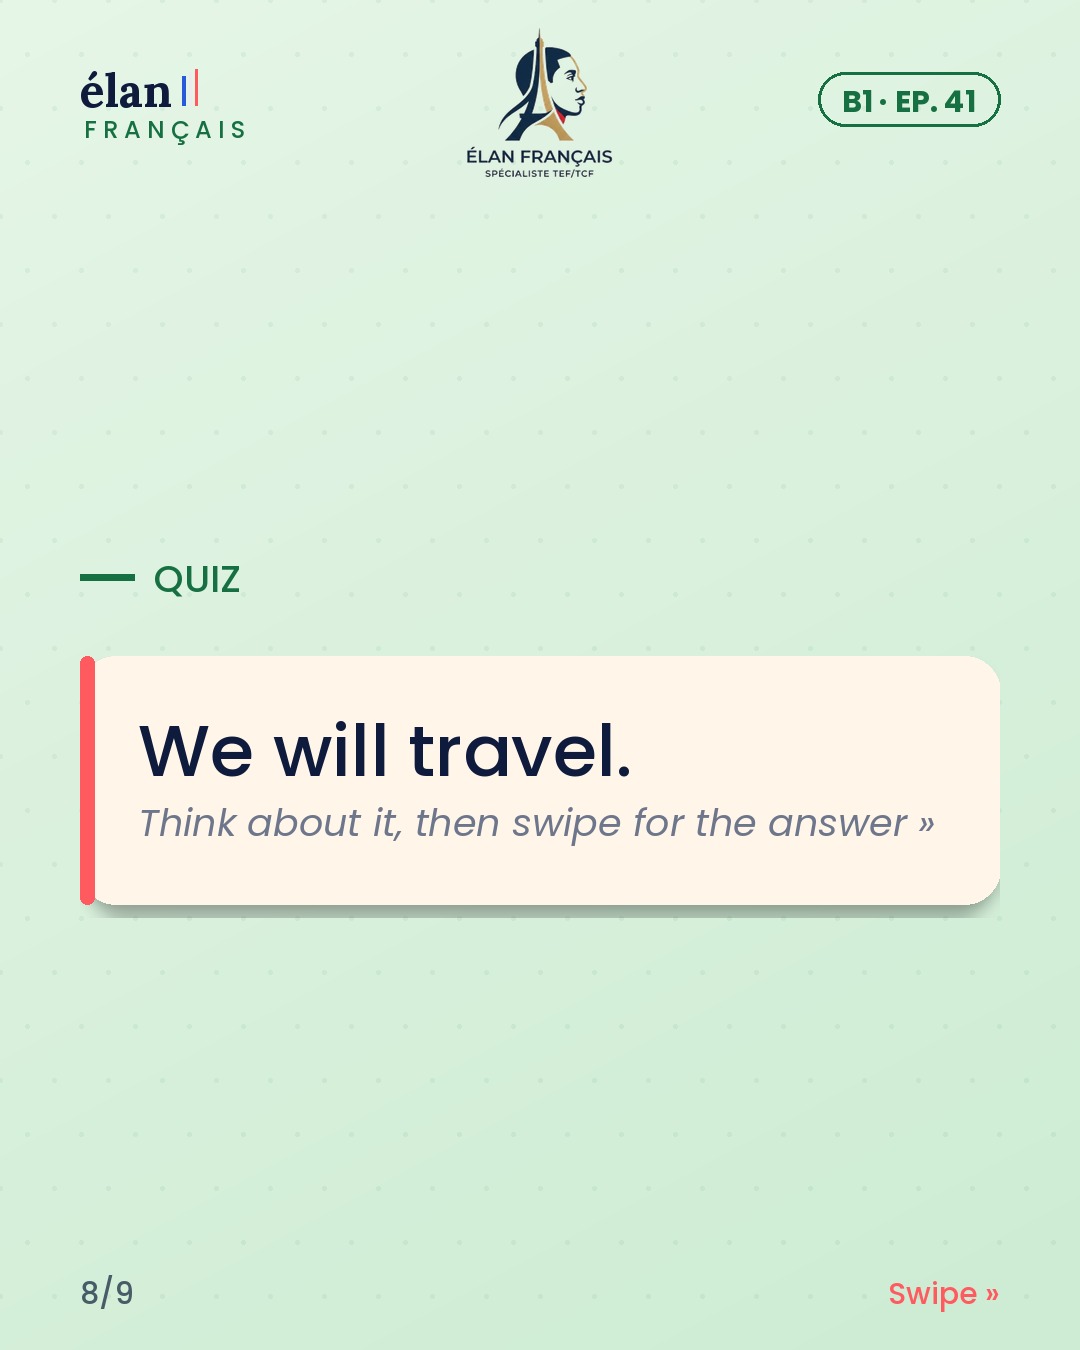 élan
FRANÇAIS
ÉLAN FRANÇAIS
SPÉCIALISTE TEF/TCF
B1 · EP. 41
QUIZ
We will travel.
Think about it, then swipe for the answer »
8/9
Swipe »